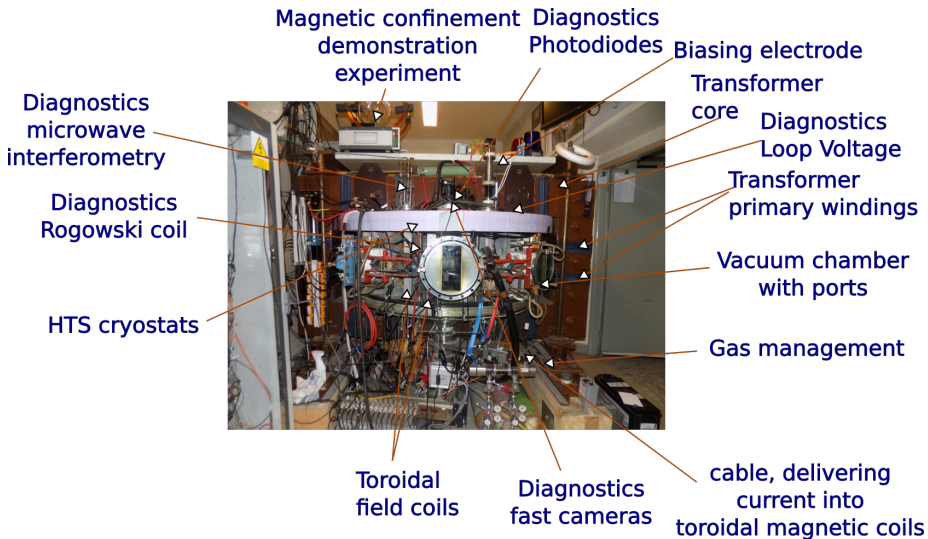 Magnetic confinement
demonstration
experiment
Diagnostics
Photodiodes
Biasing electrode
Transformer
core
Diagnostics
Loop Voltage
Transformer
primary windings
Vacuum chamber
with ports
Gas management
cable, delivering
current into
toroidal magnetic coils
Diagnostics
fast cameras
Toroidal
field coils
HTS cryostats
Diagnostics
Rogowski coil
Diagnostics
microwave
interferometry